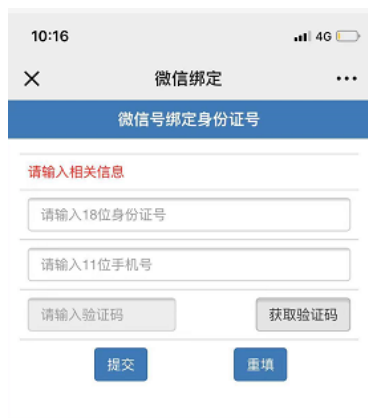 10:16
4G
微信绑定
微信号绑定身份证号
请输入相关信息
请输入18位身份证号
请输入11位手机号
请输入验证码 获取验证码
提交 重填